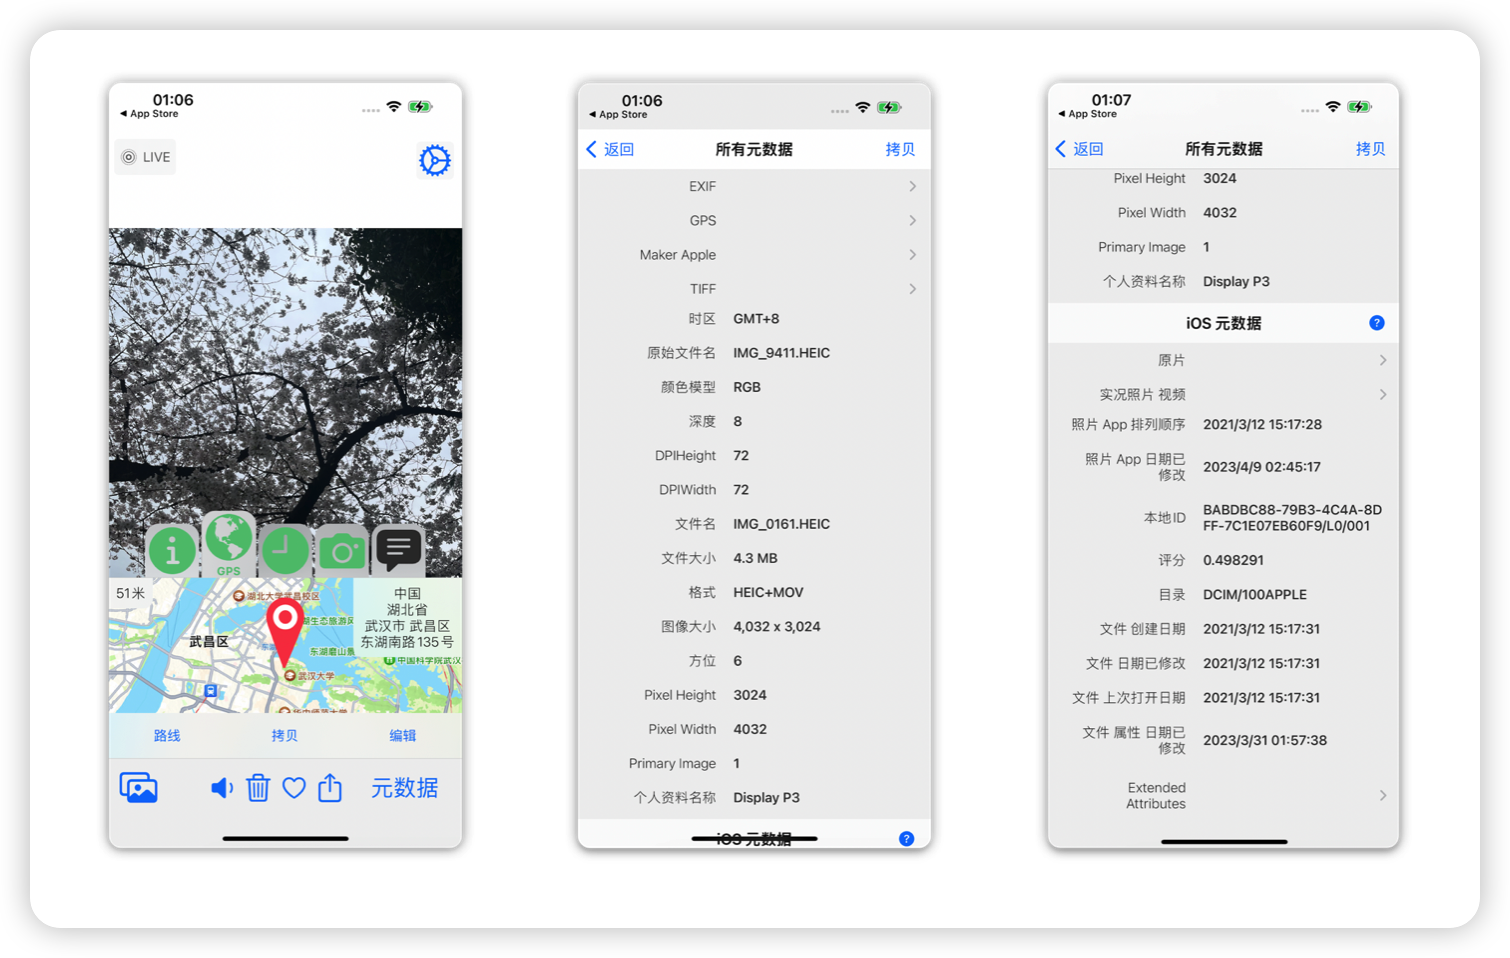 01:06
◀ App Store
LIVE
GPS
51米
湖北大学武昌校区
中国
湖北省
武汉市 武昌区
东湖南路135号
武昌区
东湖磨山景
武汉大学
中国科学院武汉
路线
拷贝
编辑
元数据
01:06
◀ App Store
返回
所有元数据
拷贝
EXIF
GPS
Maker Apple
TIFF
时区 GMT+8
原始文件名 IMG_9411.HEIC
颜色模型 RGB
深度 8
DPIHeight 72
DPIWidth 72
文件名 IMG_0161.HEIC
文件大小 4.3 MB
格式 HEIC+MOV
图像大小 4,032 x 3,024
方位 6
Pixel Height 3024
Pixel Width 4032
Primary Image 1
个人资料名称 Display P3
iOS 元数据
?
01:07
◀ App Store
返回
所有元数据
拷贝
Pixel Height 3024
Pixel Width 4032
Primary Image 1
个人资料名称 Display P3
iOS 元数据
?
原片
实况照片 视频
照片 App 排列顺序 2021/3/12 15:17:28
照片 App 日期已
修改
2023/4/9 02:45:17
本地ID
BABDBC88-79B3-4C4A-8D
FF-7C1E07EB60F9/L0/001
评分 0.498291
目录 DCIM/100APPLE
文件 创建日期 2021/3/12 15:17:31
文件 日期已修改 2021/3/12 15:17:31
文件 上次打开日期 2021/3/12 15:17:31
文件 属性 日期已
修改
2023/3/31 01:57:38
Extended
Attributes